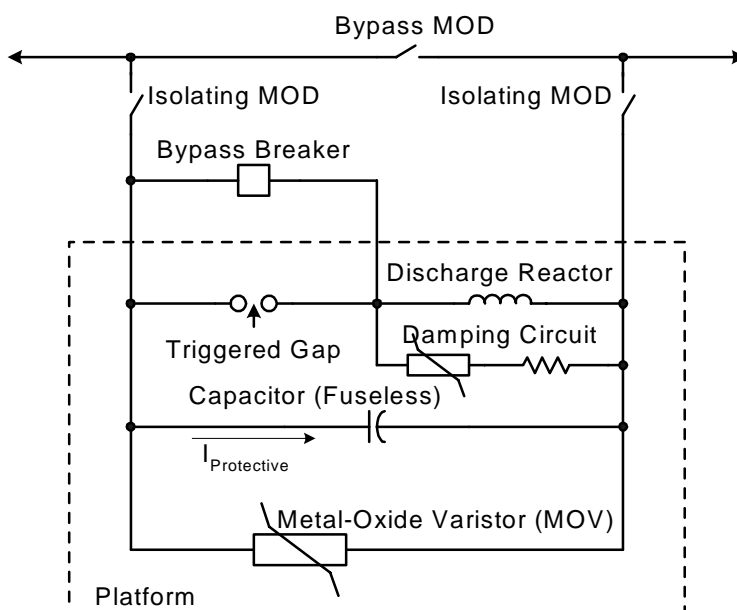 Bypass MOD
Isolating MOD
Isolating MOD
Bypass Breaker
Discharge Reactor
Triggered Gap
Damping Circuit
Capacitor (Fuseless)
I Protective
Metal-Oxide Varistor (MOV)
Platform